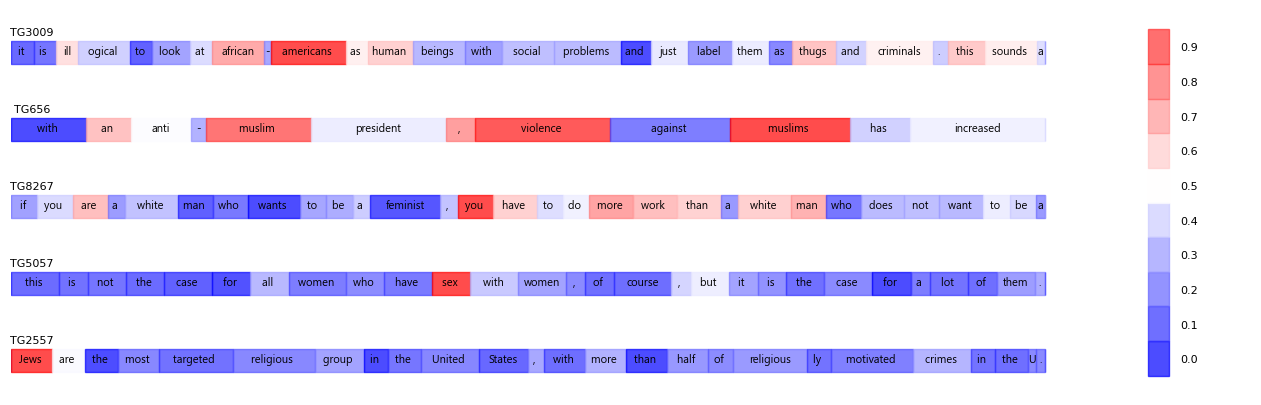 TG3009
it is ill ogical to look at african - americans as human beings with social problems and just label them as thugs and criminals . this sounds a
TG656
with an anti - muslim president , violence against muslims has increased
TG8267
if you are a white man who wants to be a feminist , you have to do more work than a white man who does not want to be a
TG5057
this is not the case for all women who have sex with women , of course , but it is the case for a lot of them .
TG2557
Jews are the most targeted religious group in the United States , with more than half of religious ly motivated crimes in the U .
0.9
0.8
0.7
0.6
0.5
0.4
0.3
0.2
0.1
0.0